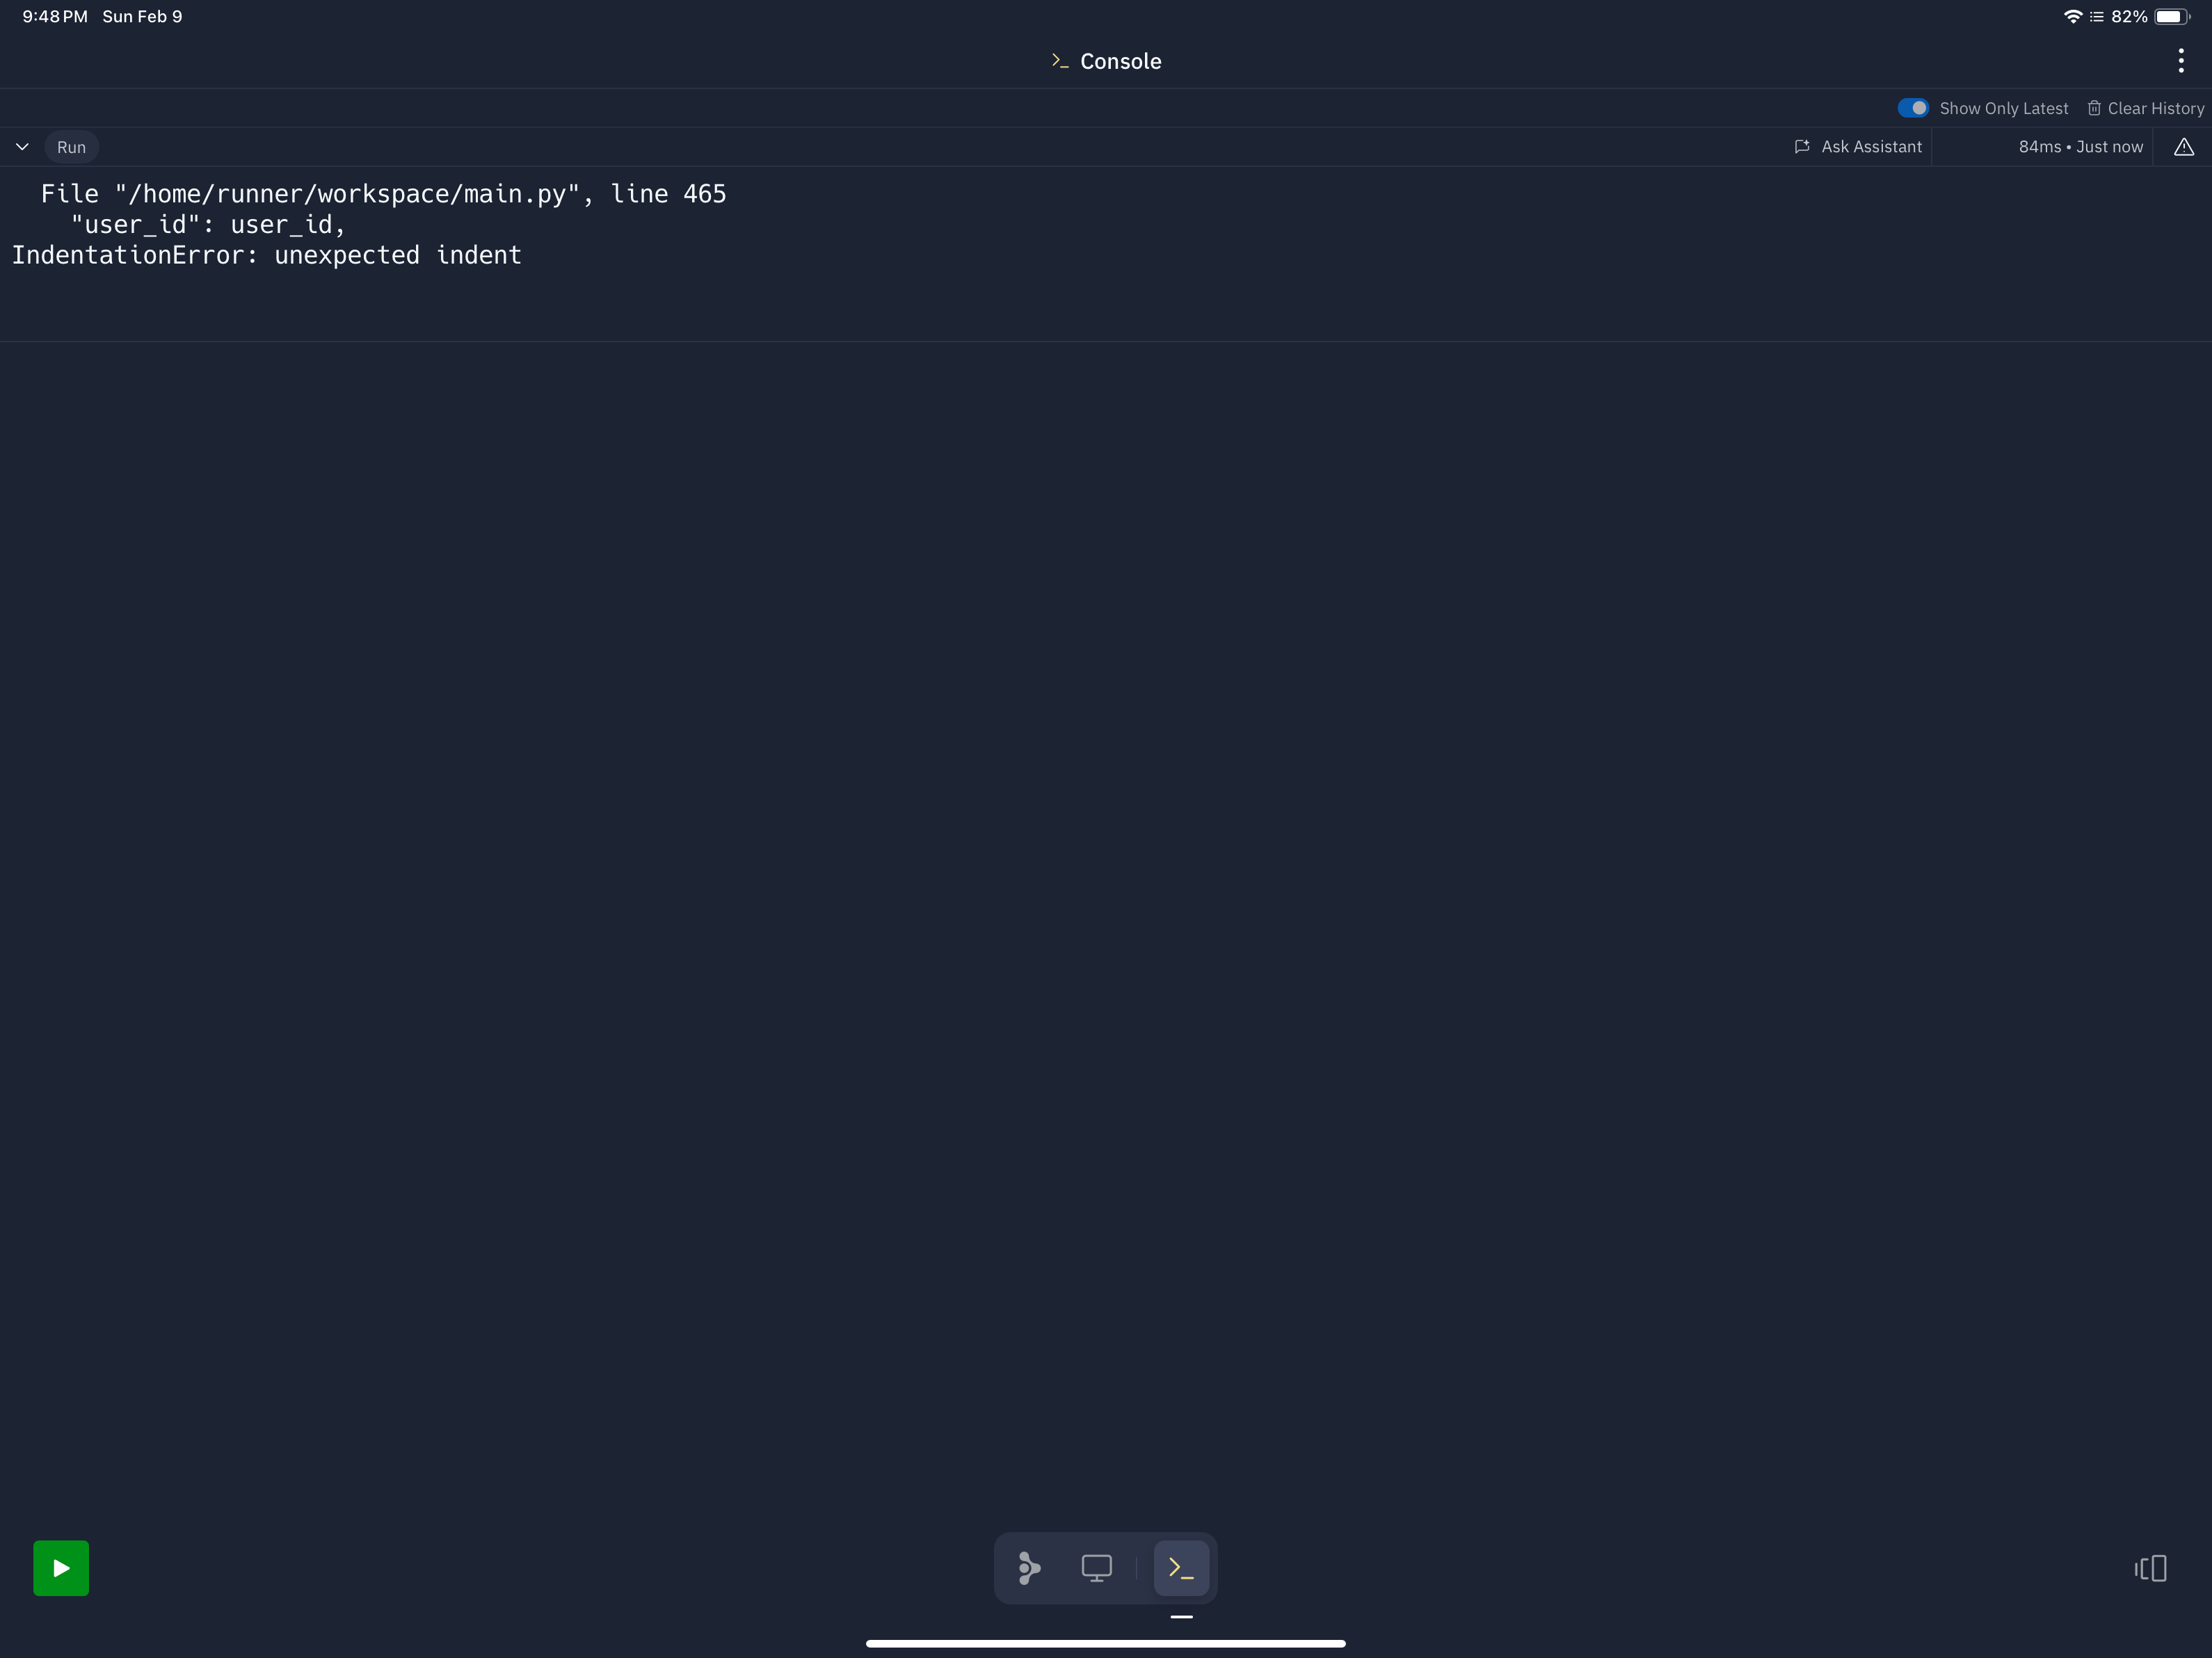 9:48 PM Sun Feb 9
82%
Console
Show Only Latest Clear History
Run Ask Assistant 84ms • Just now
File "/home/runner/workspace/main.py", line 465
"user_id": user_id,
IndentationError: unexpected indent